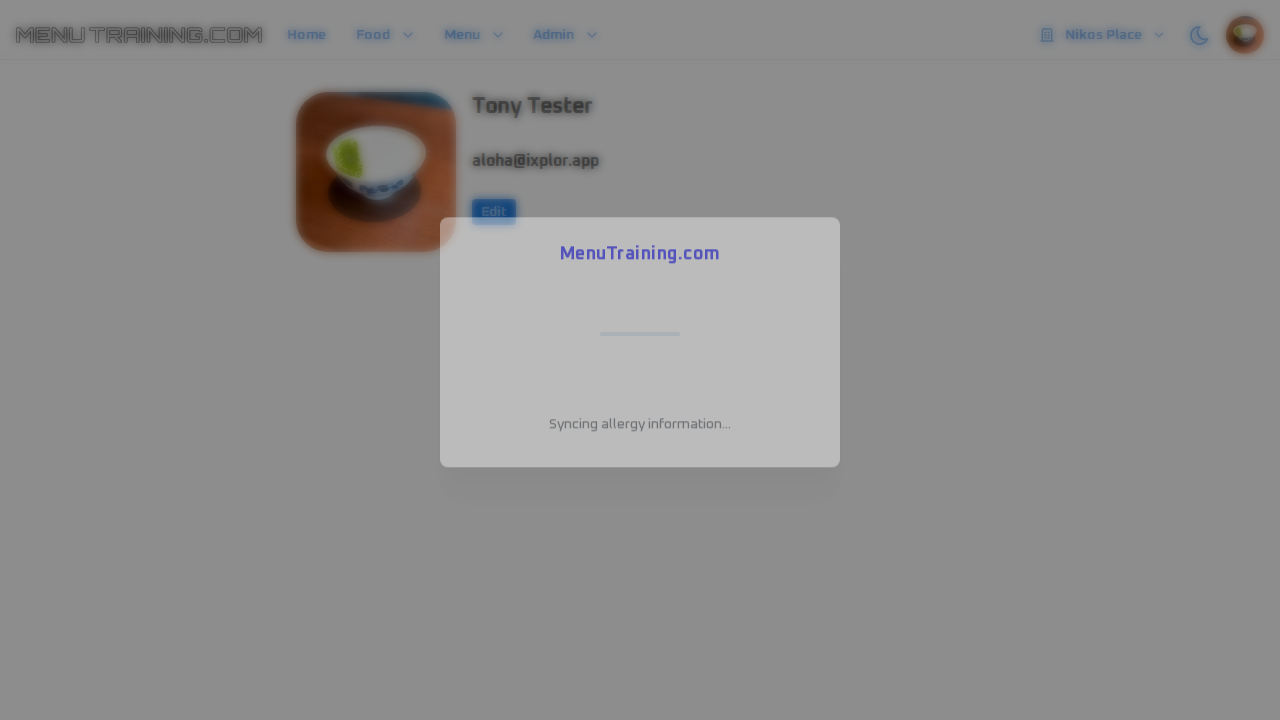 MENU TRAINING.COM Home Food Menu Admin Nikos Place
Tony Tester
aloha@ixplor.app
Edit
MenuTraining.com
Syncing allergy information...